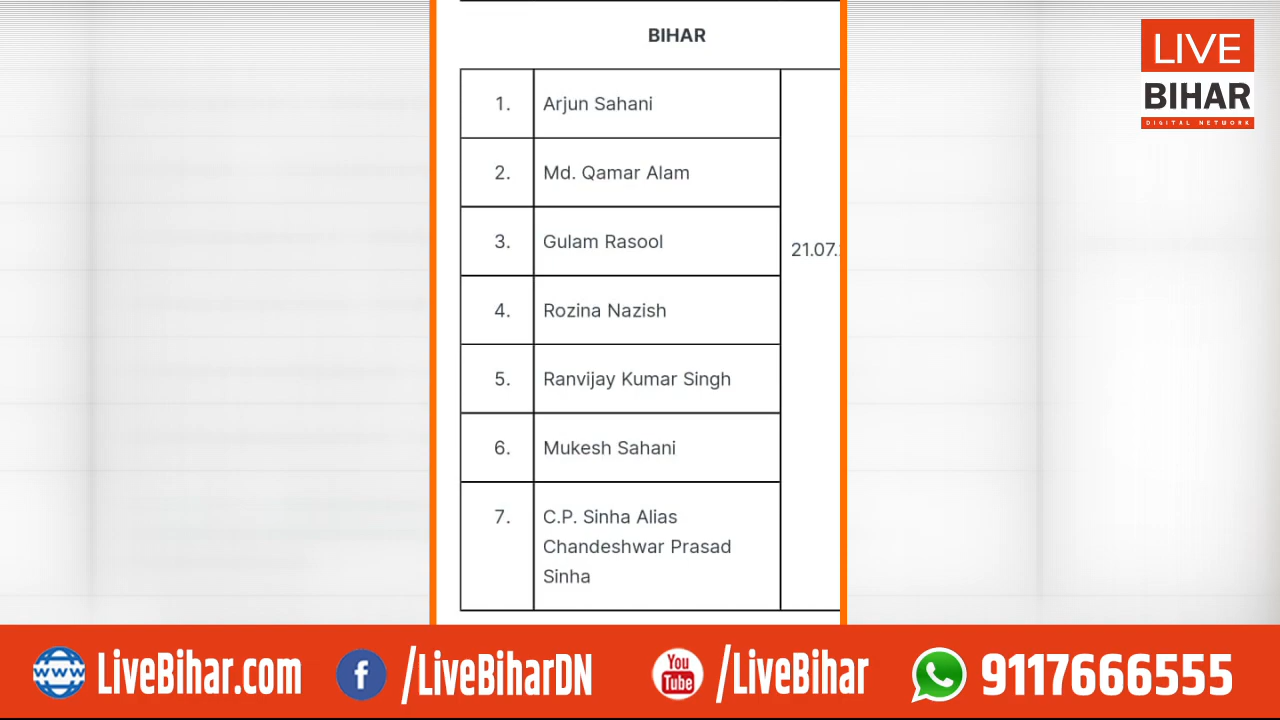 BIHAR
1. Arjun Sahani
2. Md. Qamar Alam
3. Gulam Rasool
21.07.
4. Rozina Nazish
5. Ranvijay Kumar Singh
6. Mukesh Sahani
7. C.P. Sinha Alias
Chandeshwar Prasad
Sinha
LIVE
BIHAR
DIGITAL NETWORK
www LiveBihar.com
f /LiveBiharDN
You
Tube
/LiveBihar
9117666555